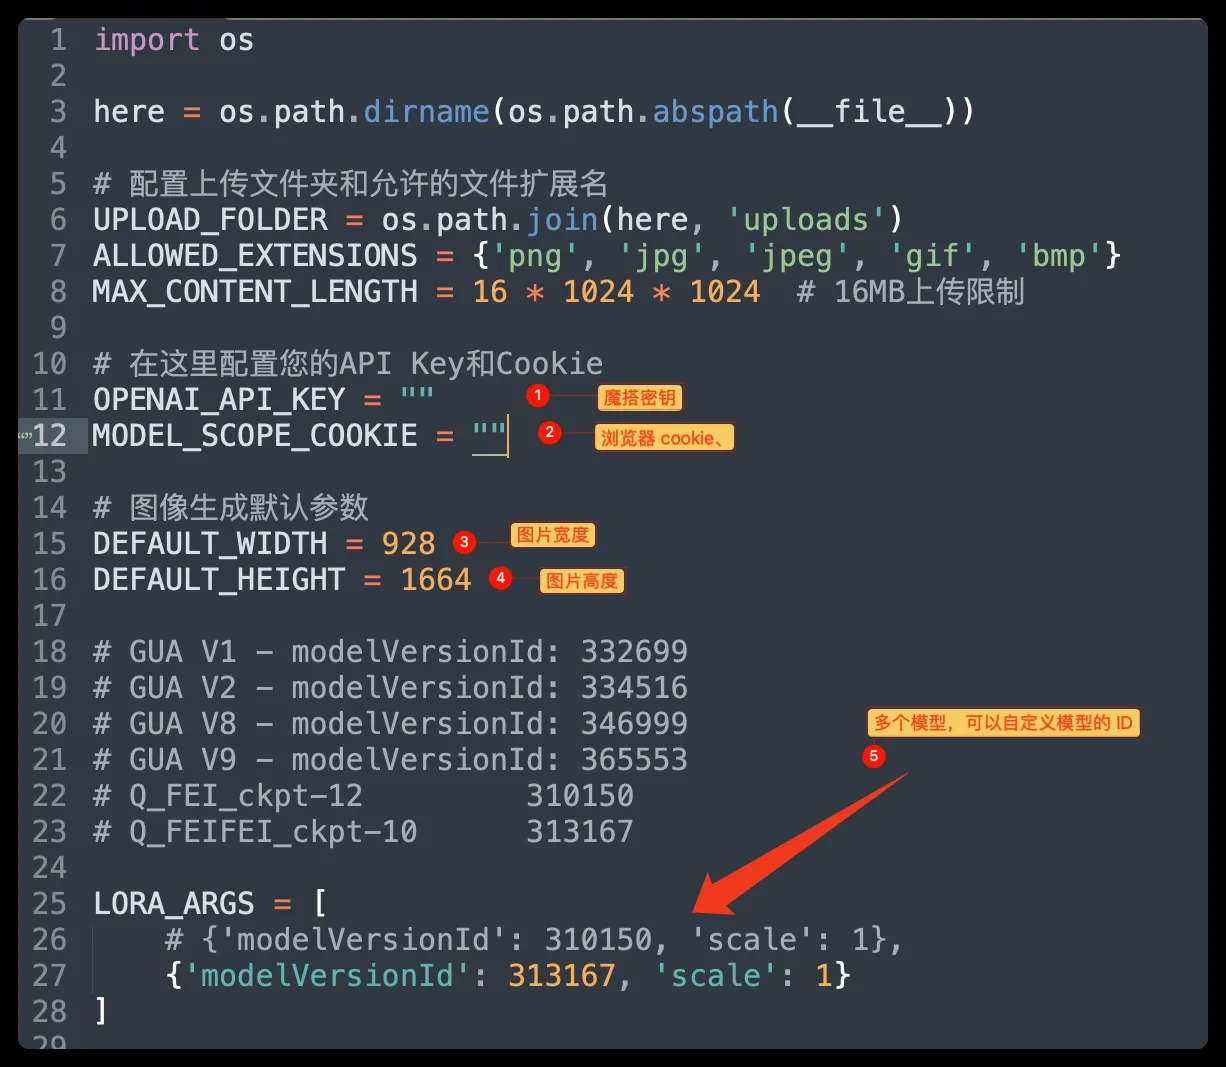 1 import os
2
3 here = os.path.dirname(os.path.abspath(__file__))
4
5 # 配置上传文件夹和允许的文件扩展名
6 UPLOAD_FOLDER = os.path.join(here, 'uploads')
7 ALLOWED_EXTENSIONS = {'png', 'jpg', 'jpeg', 'gif', 'bmp'}
8 MAX_CONTENT_LENGTH = 16 * 1024 * 1024  # 16MB上传限制
9
10 # 在这里配置您的API Key和Cookie
11 OPENAI_API_KEY = "" 1 魔搭密钥
“”12 MODEL_SCOPE_COOKIE = "" 2 浏览器 cookie、
13
14 # 图像生成默认参数
15 DEFAULT_WIDTH = 928 3 图片宽度
16 DEFAULT_HEIGHT = 1664 4 图片高度
17
18 # GUA V1 - modelVersionId: 332699
19 # GUA V2 - modelVersionId: 334516
20 # GUA V8 - modelVersionId: 346999
多个模型，可以自定义模型的 ID
21 # GUA V9 - modelVersionId: 365553 5
22 # Q_FEI_ckpt-12         310150
23 # Q_FEIFEI_ckpt-10      313167
24
25 LORA_ARGS = [
26     # {'modelVersionId': 310150, 'scale': 1},
27     {'modelVersionId': 313167, 'scale': 1}
28 ]
29